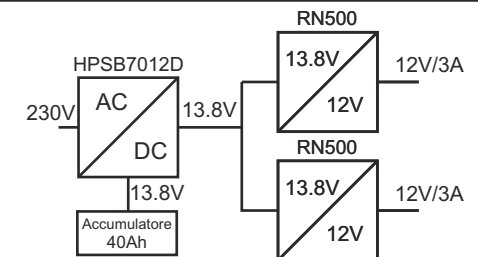 RN500
HPSB7012D
13.8V
12V/3A
230V
AC
13.8V
12V
DC
RN500
13.8V
13.8V
12V/3A
Accumulatore
40Ah
12V